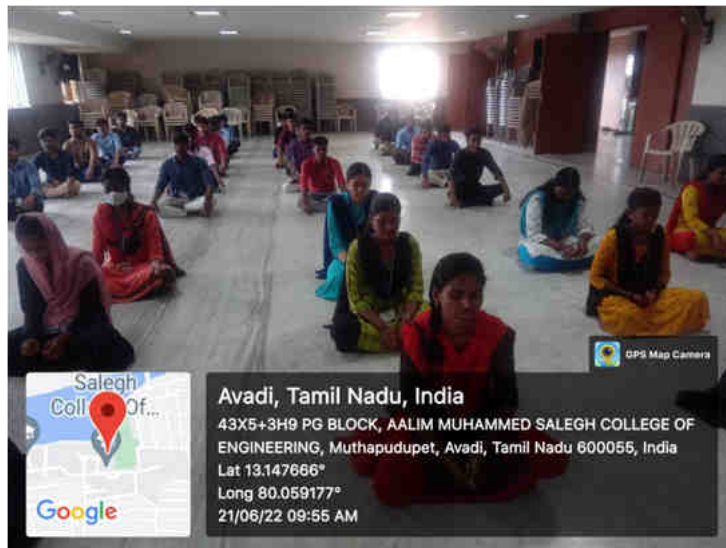 GPS Map Camera
Salegh
Coll
Of...
Google
Avadi, Tamil Nadu, India
43X5+3H9 PG BLOCK, AALIM MUHAMMED SALEGH COLLEGE OF
ENGINEERING, Muthapudupet, Avadi, Tamil Nadu 600055, India
Lat 13.147666°
Long 80.059177°
21/06/22 09:55 AM